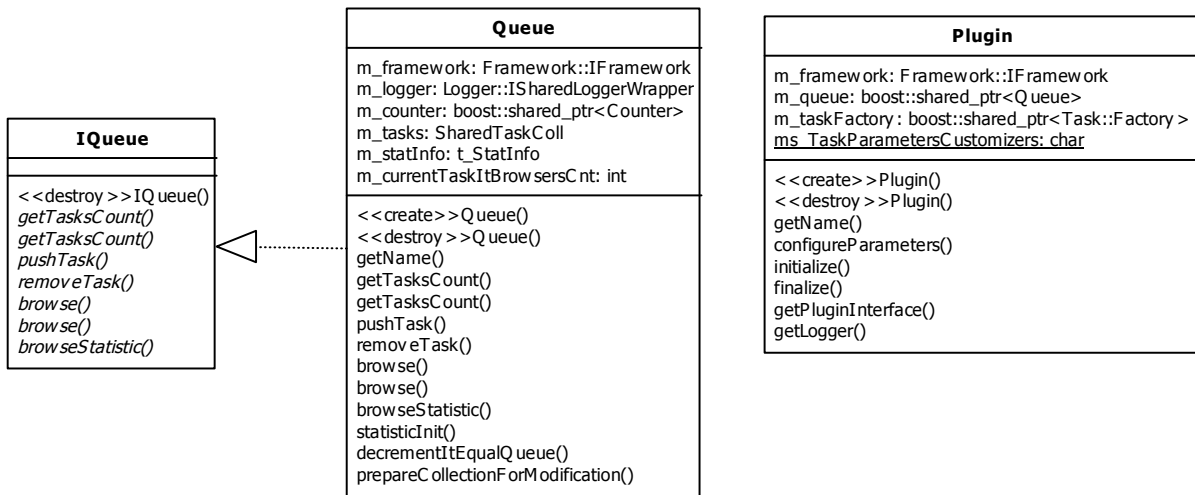 IQueue
<<destroy>>IQueue()
getTasksCount()
getTasksCount()
pushTask()
removeTask()
browse()
browse()
browseStatistic()
Queue
m_framework: Framework::IFramework
m_logger: Logger::ISharedLoggerWrapper
m_counter: boost::shared_ptr<Counter>
m_tasks: SharedTaskColl
m_statInfo: t_StatInfo
m_currentTaskItBrowsersCnt: int
<<create>>Queue()
<<destroy>>Queue()
getName()
getTasksCount()
getTasksCount()
pushTask()
removeTask()
browse()
browse()
browseStatistic()
statisticInit()
decrementItEqualQueue()
prepareCollectionForModification()
Plugin
m_framework: Framework::IFramework
m_queue: boost::shared_ptr<Queue>
m_taskFactory: boost::shared_ptr<Task::Factory>
ms_TaskParametersCustomizers: char
<<create>>Plugin()
<<destroy>>Plugin()
getName()
configureParameters()
initialize()
finalize()
getPluginInterface()
getLogger()